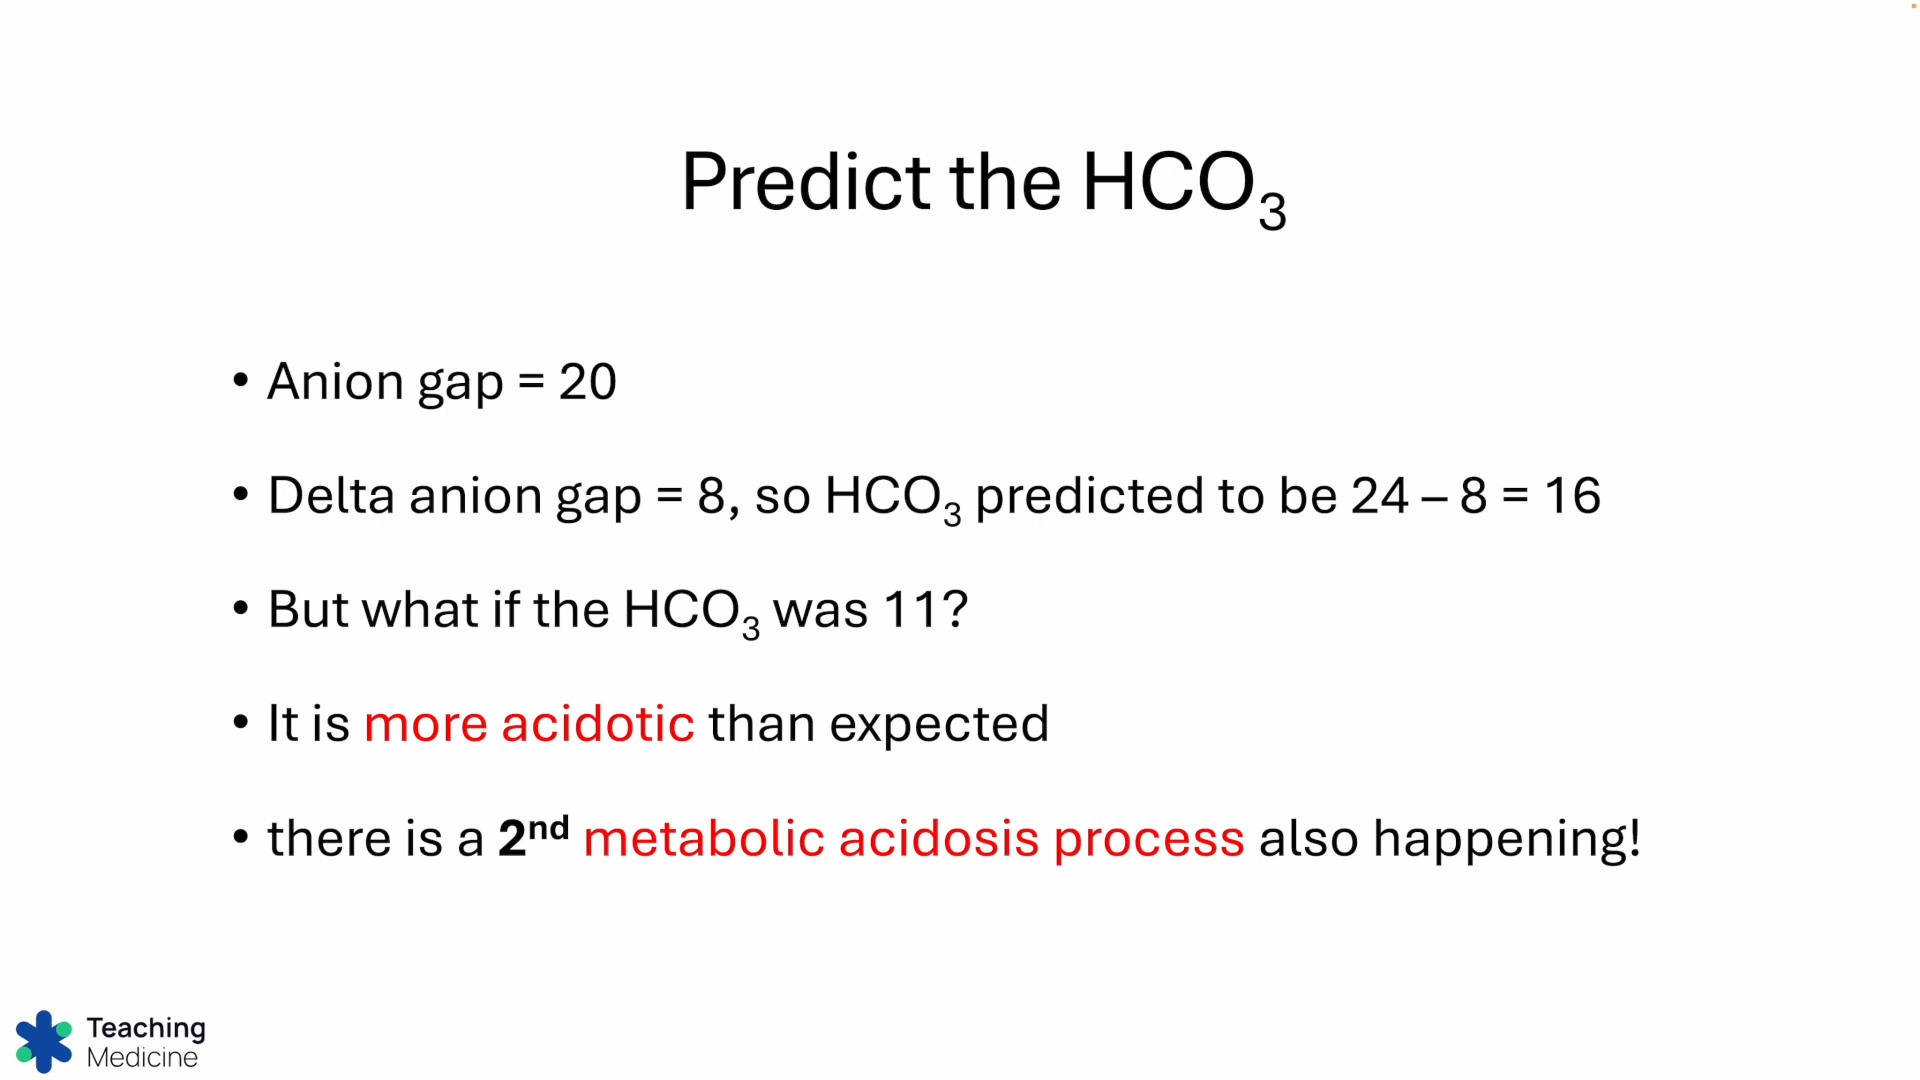 Predict the HCO₃
• Anion gap = 20
• Delta anion gap = 8, so HCO₃ predicted to be 24 – 8 = 16
• But what if the HCO₃ was 11?
• It is more acidotic than expected
• there is a 2ⁿᵈ metabolic acidosis process also happening!
Teaching
Medicine